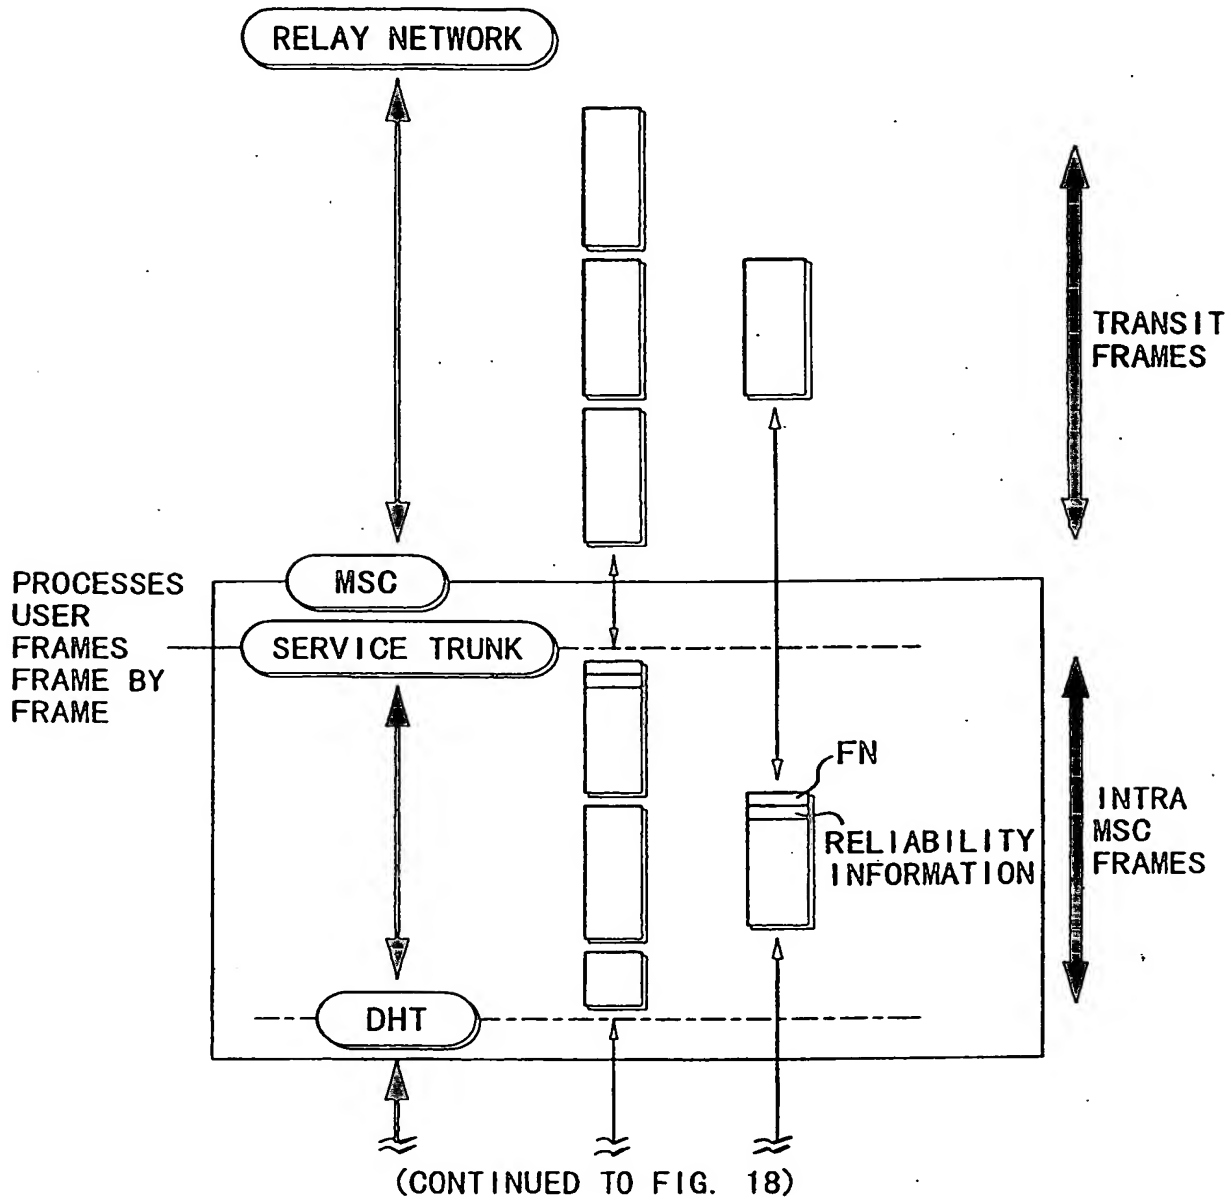 RELAY NETWORK
TRANSIT
FRAMES
MSC
PROCESSES
USER
FRAMES
FRAME BY
FRAME
SERVICE TRUNK
FN
RELIABILITY
INFORMATION
INTRA
MSC
FRAMES
DHT
(CONTINUED TO FIG. 18)